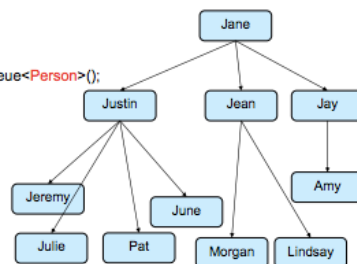 Jane
eue<Person>();
Justin
Jean
Jay
Jeremy
June
Amy
Julie
Pat
Morgan
Lindsay